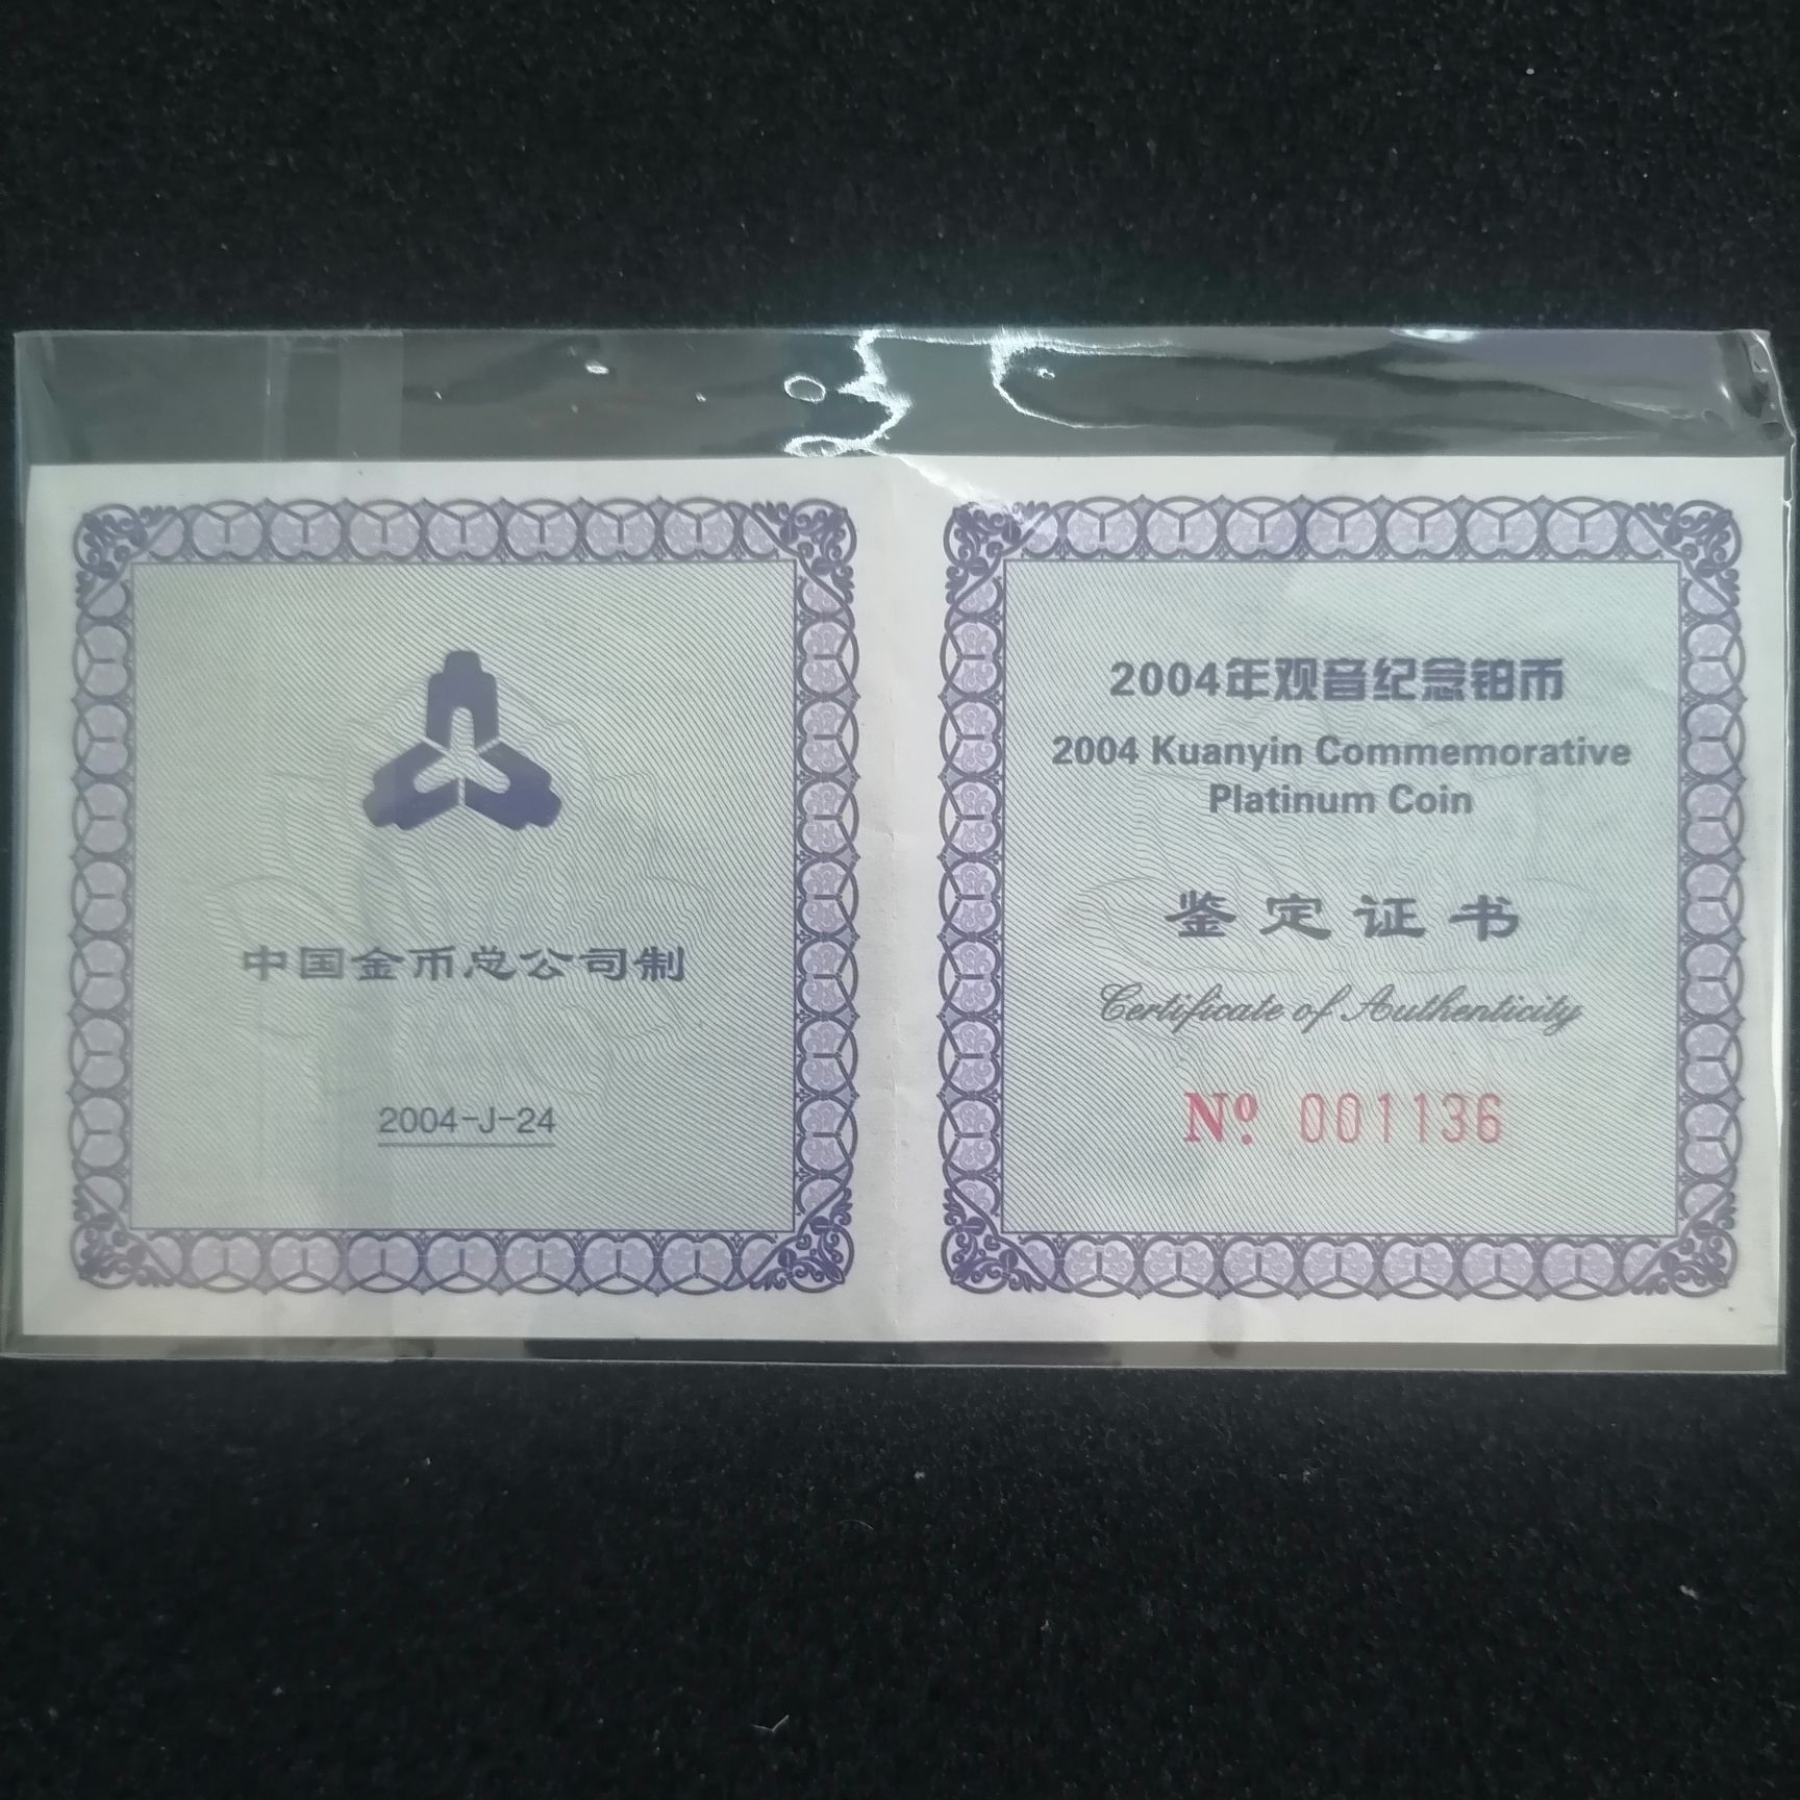 中国金币总公司制
2004-J-24
2004年观音纪念铂币
2004 Kuanyin Commemorative
Platinum Coin
鉴定证书
Certificate of Authenticity
Nº 001136